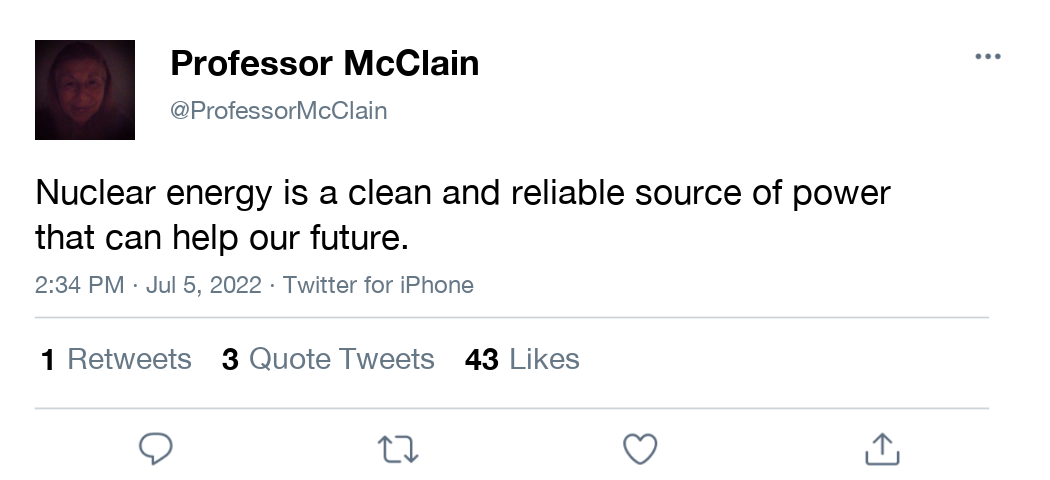 Professor McClain
@ProfessorMcClain
Nuclear energy is a clean and reliable source of power
that can help our future.
2:34 PM · Jul 5, 2022 · Twitter for iPhone
1 Retweets 3 Quote Tweets 43 Likes